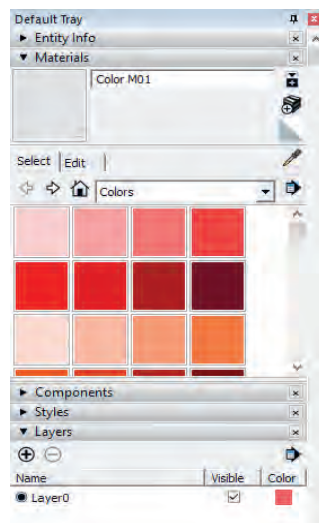 Default Tray
Entity Info
Materials
Color M01
Select Edit
Colors
Components
Styles
Layers
Name Visible Color
Layer0